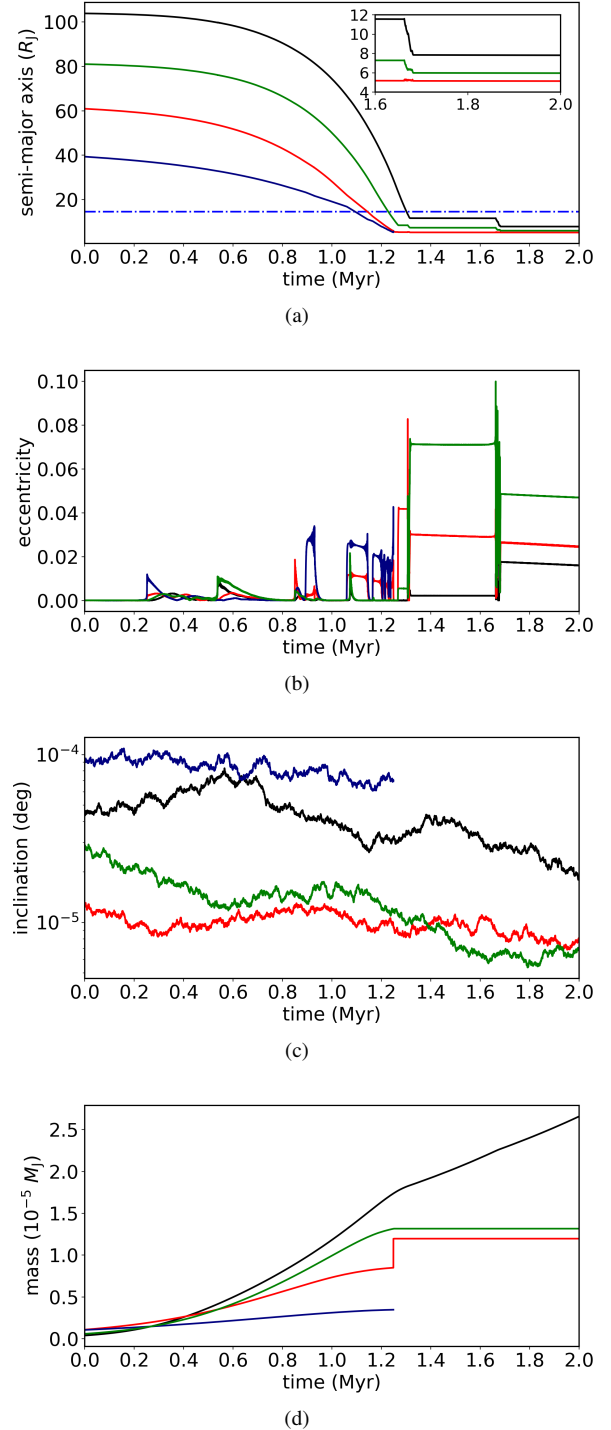 100
80
60
40
20
semi-major axis (R_J)
12
10
8
6
4
1.6 1.8 2.0
0.0 0.2 0.4 0.6 0.8 1.0 1.2 1.4 1.6 1.8 2.0
time (Myr)
(a)
0.10
0.08
0.06
0.04
0.02
0.00
eccentricity
0.0 0.2 0.4 0.6 0.8 1.0 1.2 1.4 1.6 1.8 2.0
time (Myr)
(b)
10⁻⁴
10⁻⁵
inclination (deg)
0.0 0.2 0.4 0.6 0.8 1.0 1.2 1.4 1.6 1.8 2.0
time (Myr)
(c)
2.5
2.0
1.5
1.0
0.5
0.0
mass (10⁻⁵ M_J)
0.0 0.2 0.4 0.6 0.8 1.0 1.2 1.4 1.6 1.8 2.0
time (Myr)
(d)